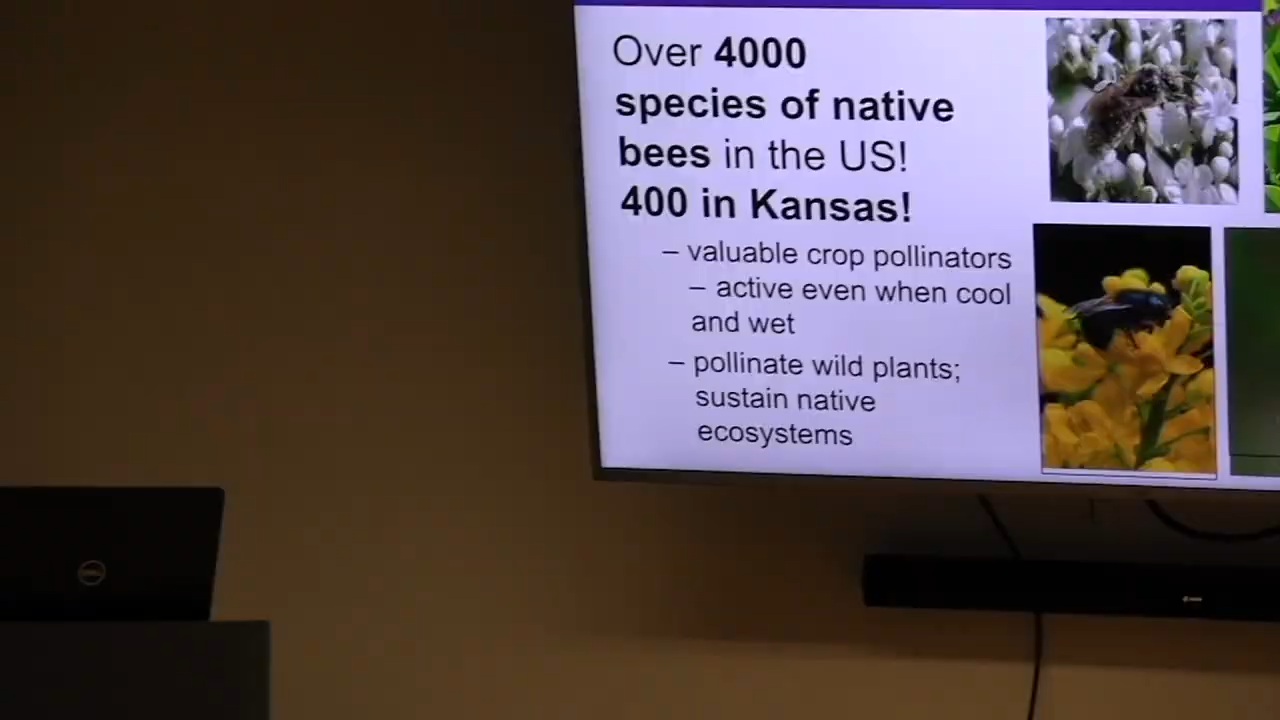 Over 4000
species of native
bees in the US!
400 in Kansas!
– valuable crop pollinators
– active even when cool
and wet
– pollinate wild plants;
sustain native
ecosystems
DELL